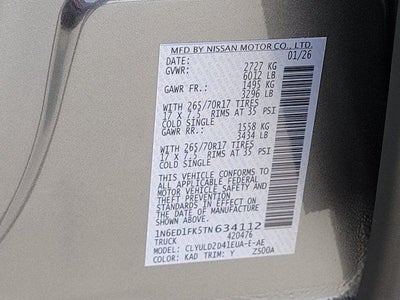 MFD BY NISSAN MOTOR CO., LTD.
DATE: 01/26
GVWR: 2727 KG
6012 LB
GAWR FR.: 1495 KG
3296 LB
WITH 265/70R17 TIRES
17 X 7.5 RIMS AT 35 PSI
COLD SINGLE
GAWR RR.: 1558 KG
3434 LB
WITH 265/70R17 TIRES
17 X 7.5 RIMS AT 35 PSI
COLD SINGLE
THIS VEHICLE CONFORMS TO
ALL APPLICABLE FEDERAL
MOTOR VEHICLE SAFETY AND
THEFT PREVENTION
STANDARDS IN EFFECT ON
THE DATE OF MANUFACTURE
SHOWN ABOVE.
1N6ED1FK5TN634112
TRUCK 420476
CLYULD2D41EUA-E-AE
COLOR: KAD TRIM: Y Z500A